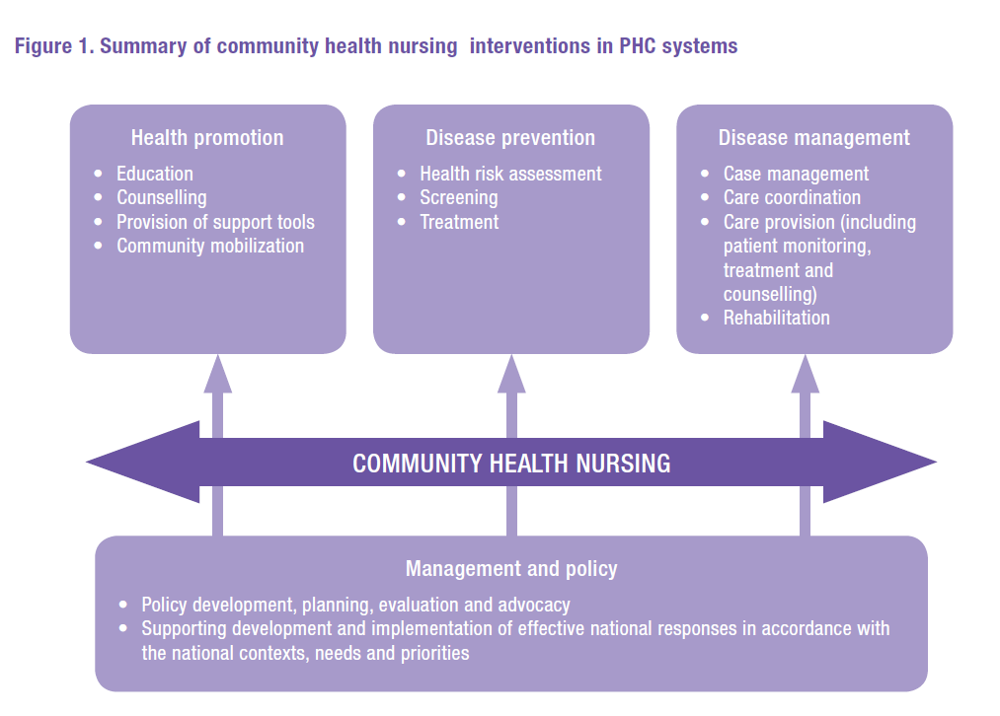 Figure 1. Summary of community health nursing interventions in PHC systems
Health promotion
• Education
• Counselling
• Provision of support tools
• Community mobilization
Disease prevention
• Health risk assessment
• Screening
• Treatment
Disease management
• Case management
• Care coordination
• Care provision (including
patient monitoring,
treatment and
counselling)
• Rehabilitation
COMMUNITY HEALTH NURSING
Management and policy
• Policy development, planning, evaluation and advocacy
• Supporting development and implementation of effective national responses in accordance with
the national contexts, needs and priorities